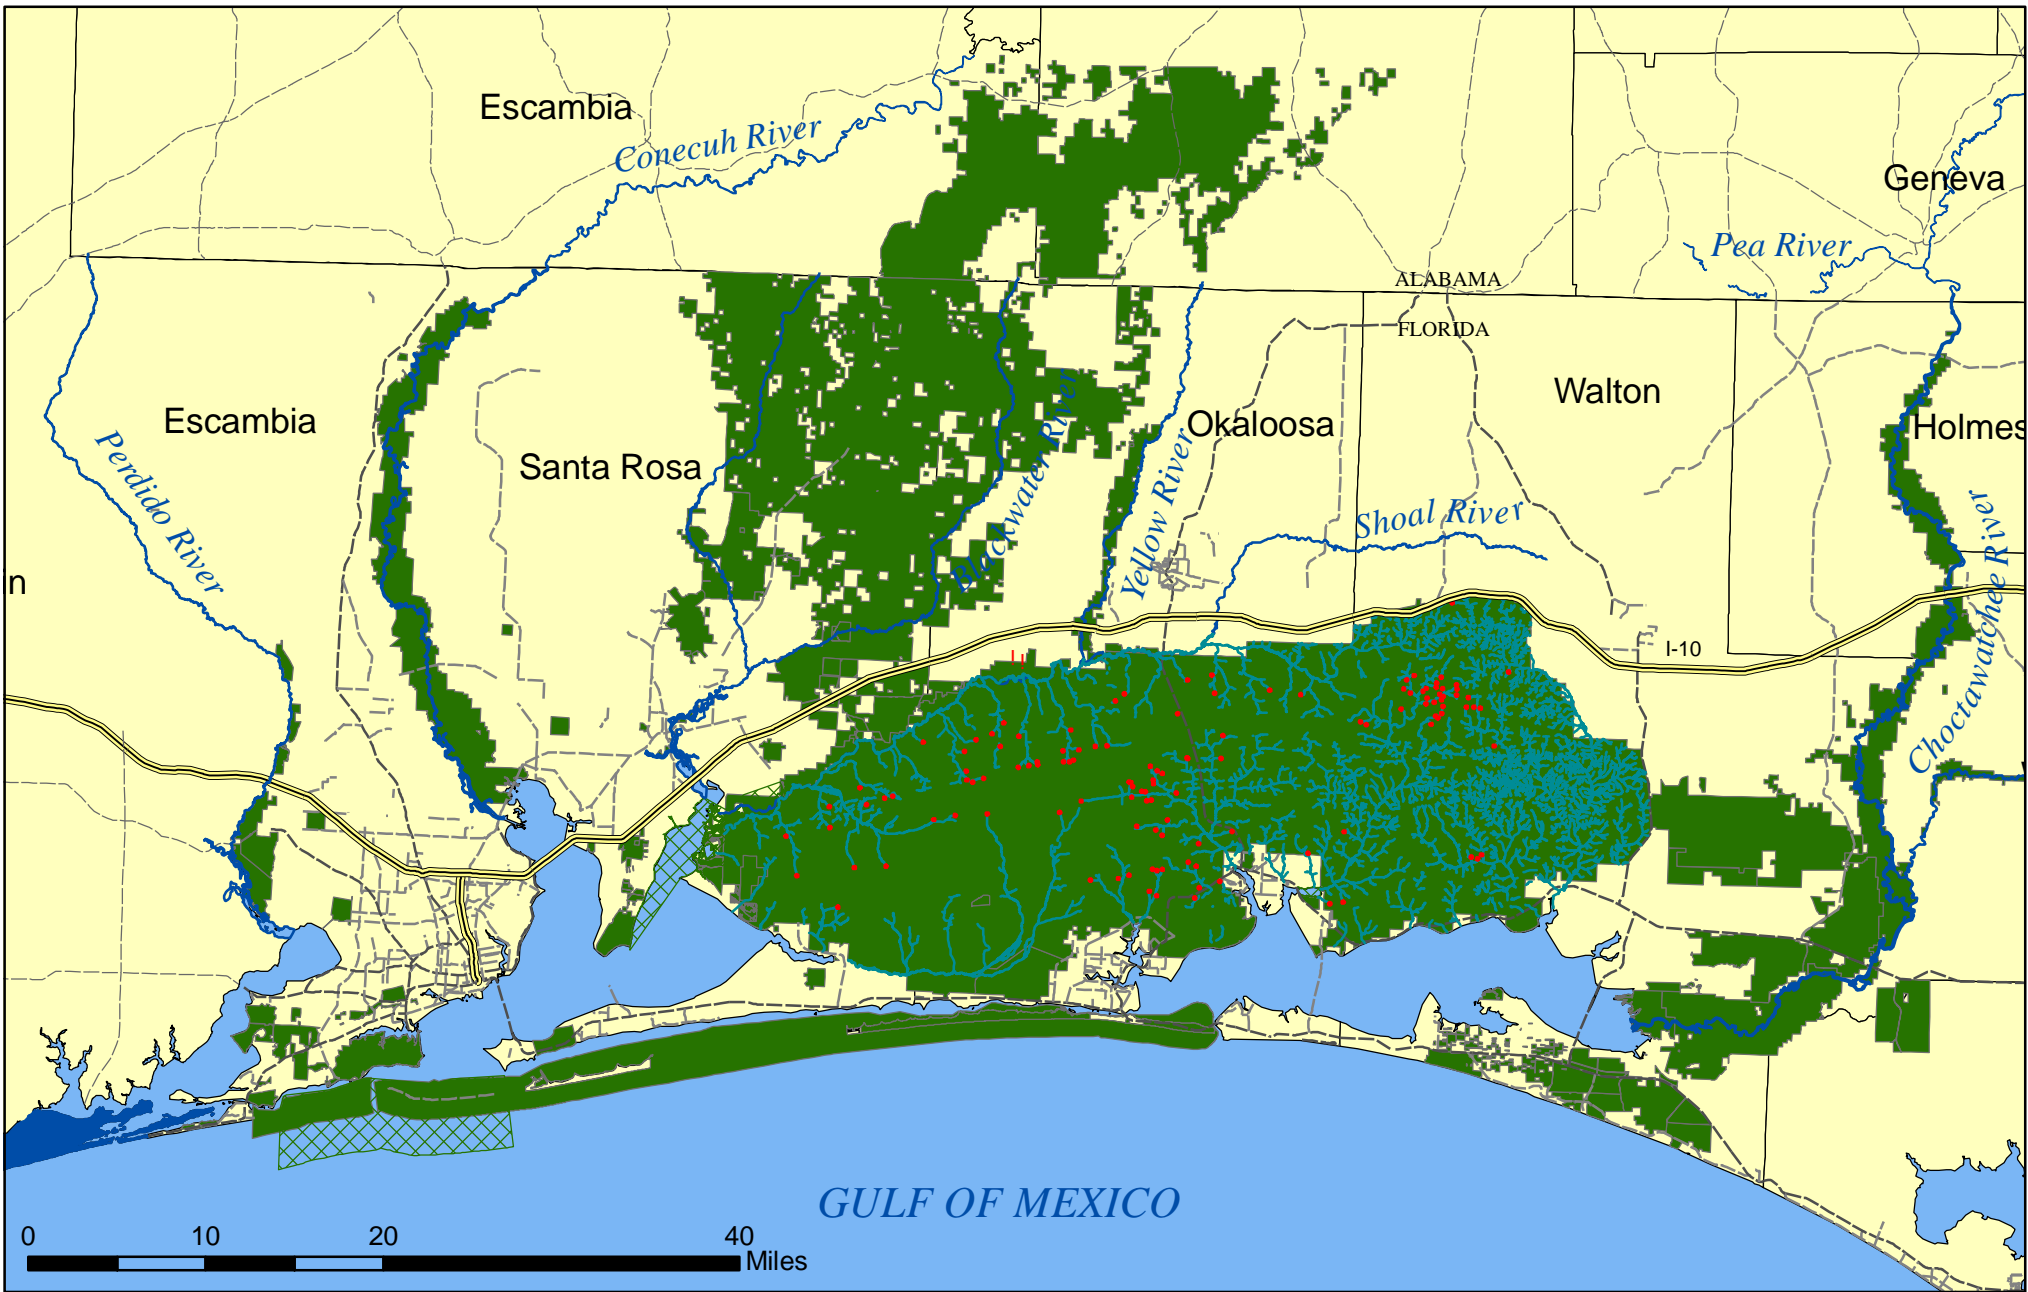 Escambia
Conecuh River
Geneva
Pea River
ALABAMA
FLORIDA
Walton
Escambia
Okaloosa
Holmes
Santa Rosa
Perdido River
Blackwater River
Yellow River
Shoal River
Choctawhatchee River
in
I-10
GULF OF MEXICO
0 10 20 40
Miles